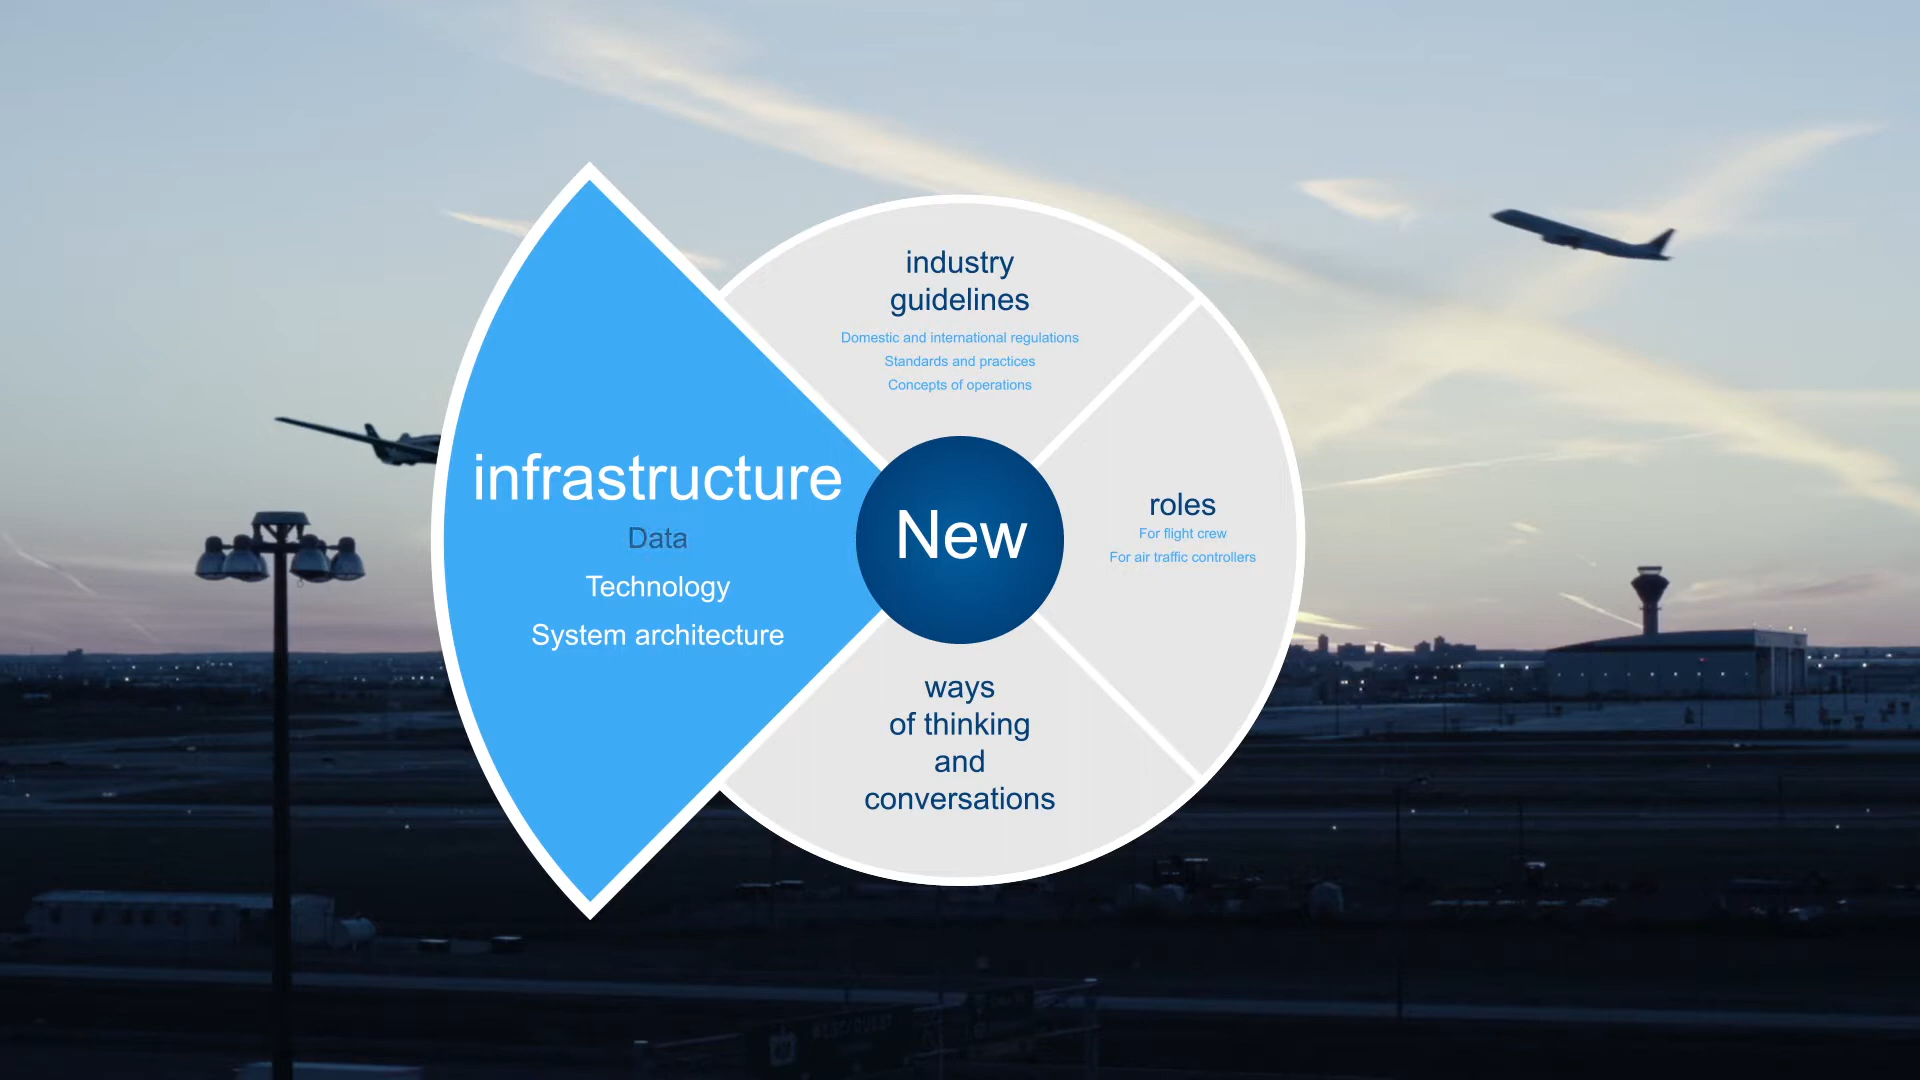 industry
guidelines
Domestic and international regulations
Standards and practices
Concepts of operations
infrastructure
Data
Technology
System architecture
New
roles
For flight crew
For air traffic controllers
ways
of thinking
and
conversations